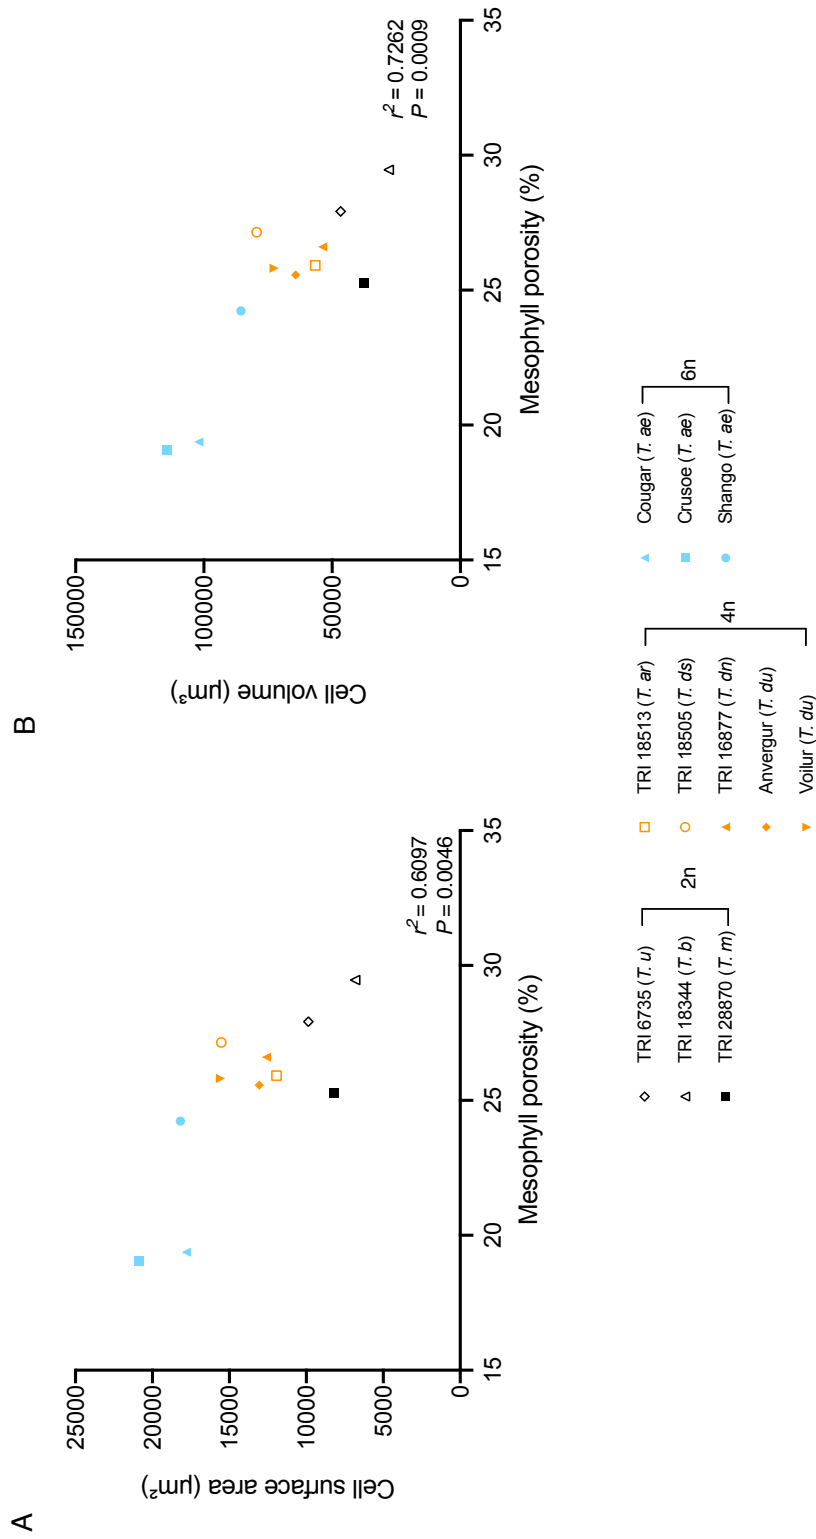 A
Cell surface area (µm²)
25000
20000
15000
10000
5000
0
15
20
25
30
35
Mesophyll porosity (%)
r² = 0.6097
P = 0.0046
B
Cell volume (µm³)
150000
100000
50000
0
15
20
25
30
35
Mesophyll porosity (%)
r² = 0.7262
P = 0.0009
TRI 6735 (T. u)
TRI 18344 (T. b)
TRI 28870 (T. m)
2n
TRI 18513 (T. ar)
TRI 18505 (T. ds)
TRI 16877 (T. dn)
Anvergur (T. du)
Voilur (T. du)
4n
Cougar (T. ae)
Crusoe (T. ae)
Shango (T. ae)
6n